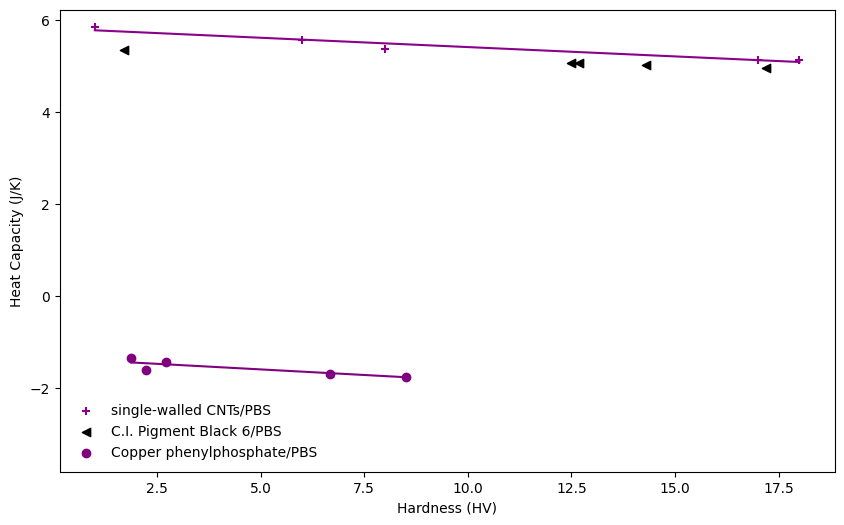 6
4
2
0
−2
Heat Capacity (J/K)
single-walled CNTs/PBS
C.I. Pigment Black 6/PBS
Copper phenylphosphate/PBS
2.5 5.0 7.5 10.0 12.5 15.0 17.5
Hardness (HV)